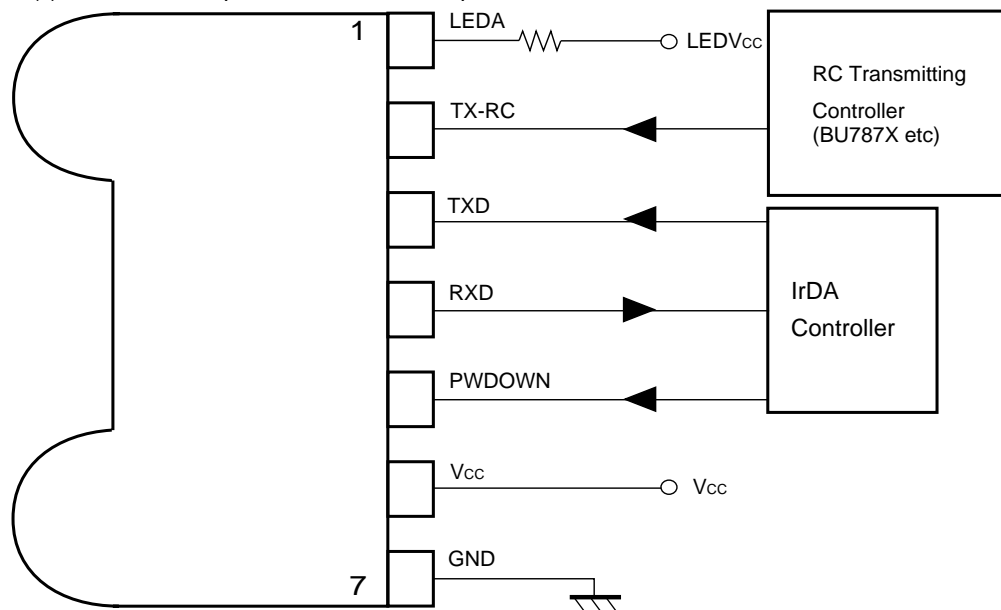 1
LEDA
LEDVCC
RC Transmitting
Controller
(BU787X etc)
TX-RC
TXD
RXD
IrDA
Controller
PWDOWN
VCC
VCC
GND
7